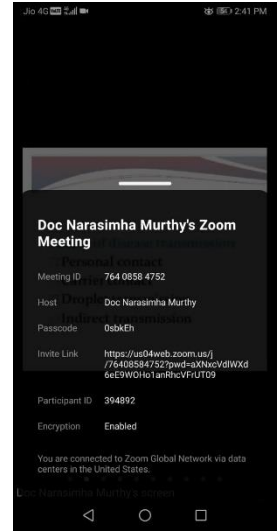 Jio 4G
2:41 PM
Doc Narasimha Murthy's Zoom
Meeting
Meeting ID 764 0858 4752
Personal contact
Host Doc Narasimha Murthy
Passcode 0sbkEh
Indirect transmission
Invite Link https://us04web.zoom.us/j
/76408584752?pwd=aXNxcVdIWXd
6eE9WOHo1anRhcVFrUT09
Participant ID 394892
Encryption Enabled
You are connected to Zoom Global Network via data
centers in the United States.
Doc Narasimha Murthy's screen